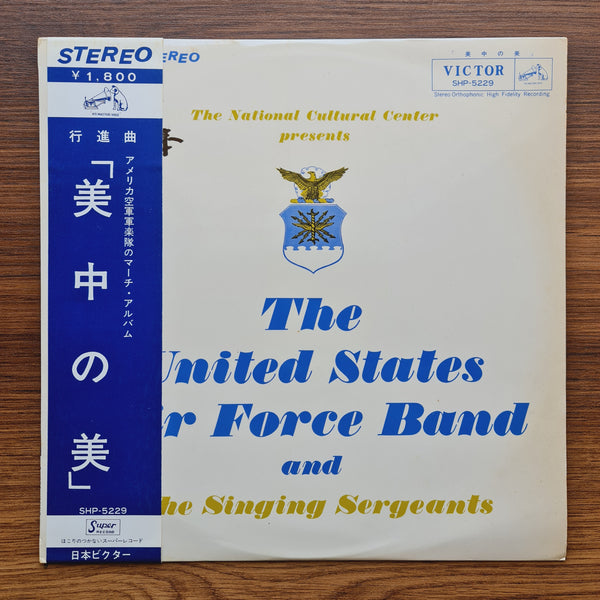 STEREO
¥1,800
行進曲
「美中の美」
アメリカ空軍軍楽隊のマーチ・アルバム
SHP-5229
Super
ほこりのつかないスーパーレコード
日本ビクター
EREO
「美中の美」
VICTOR
SHP-5229
Stereo-Orthophonic High Fidelity Recording
The National Cultural Center
presents
The
United States
ir Force Band
and
he Singing Sergeants